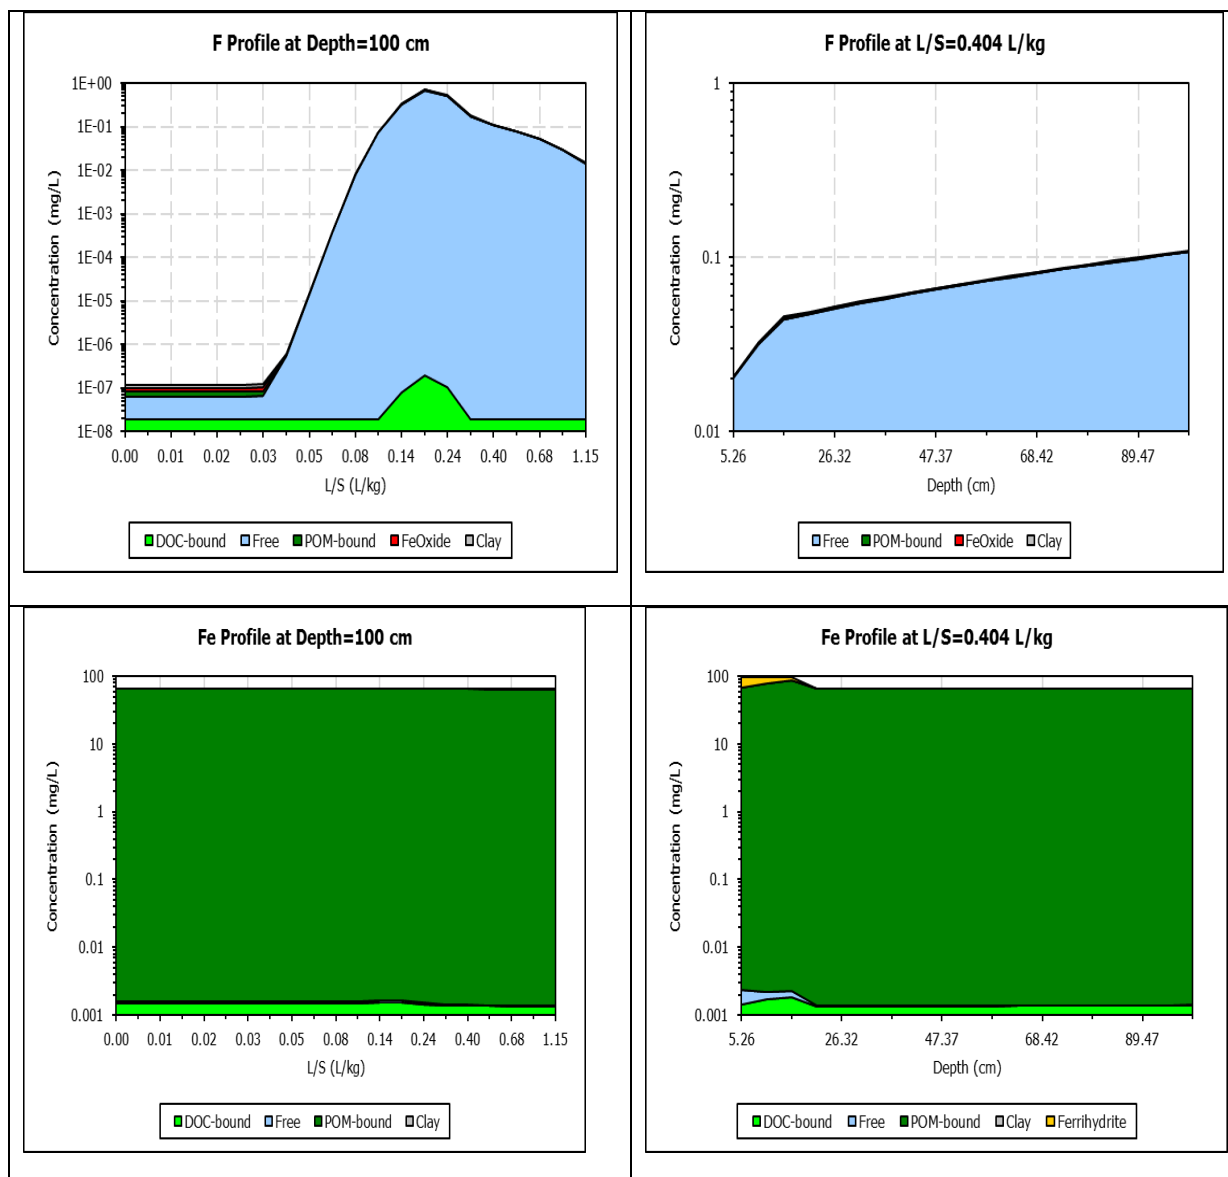 F Profile at Depth=100 cm
1E+00
1E-01
1E-02
1E-03
1E-04
1E-05
1E-06
1E-07
1E-08
Concentration (mg/L)
0.00 0.01 0.02 0.03 0.05 0.08 0.14 0.24 0.40 0.68 1.15
L/S (L/kg)
DOC-bound Free POM-bound FeOxide Clay
F Profile at L/S=0.404 L/kg
1
0.1
0.01
Concentration (mg/L)
5.26 26.32 47.37 68.42 89.47
Depth (cm)
Free POM-bound FeOxide Clay
Fe Profile at Depth=100 cm
100
10
1
0.1
0.01
0.001
Concentration (mg/L)
0.00 0.01 0.02 0.03 0.05 0.08 0.14 0.24 0.40 0.68 1.15
L/S (L/kg)
DOC-bound Free POM-bound Clay
Fe Profile at L/S=0.404 L/kg
100
10
1
0.1
0.01
0.001
Concentration (mg/L)
5.26 26.32 47.37 68.42 89.47
Depth (cm)
DOC-bound Free POM-bound Clay Ferrihydrite